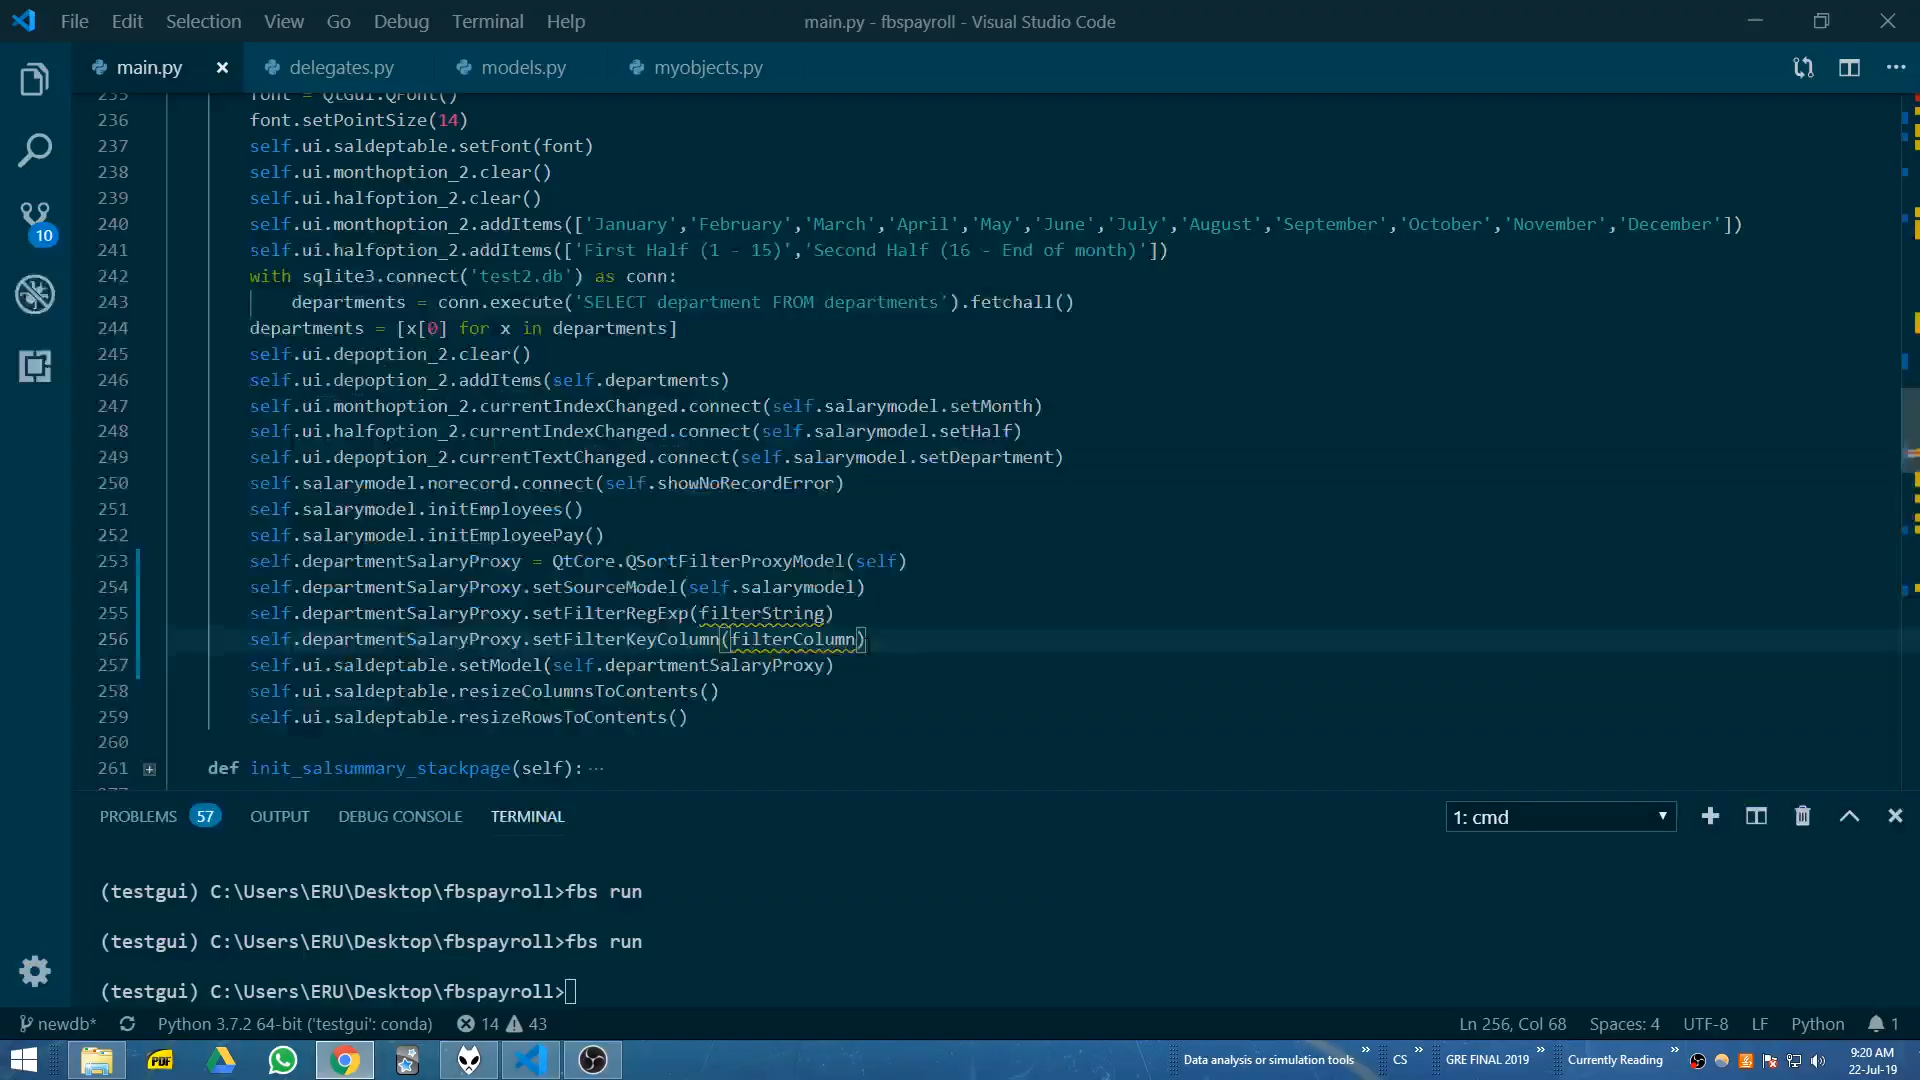 File Edit Selection View Go Debug Terminal Help
main.py - fbspayroll - Visual Studio Code
main.py delegates.py models.py myobjects.py
235 font = QtGui.QFont()
236 font.setPointSize(14)
237 self.ui.saldeptable.setFont(font)
238 self.ui.monthoption_2.clear()
239 self.ui.halfoption_2.clear()
240 self.ui.monthoption_2.addItems(['January','February','March','April','May','June','July','August','September','October','November','December'])
241 self.ui.halfoption_2.addItems(['First Half (1 - 15)','Second Half (16 - End of month)'])
242 with sqlite3.connect('test2.db') as conn:
243 departments = conn.execute('SELECT department FROM departments').fetchall()
244 departments = [x[0] for x in departments]
245 self.ui.depoption_2.clear()
246 self.ui.depoption_2.addItems(self.departments)
247 self.ui.monthoption_2.currentIndexChanged.connect(self.salarymodel.setMonth)
248 self.ui.halfoption_2.currentIndexChanged.connect(self.salarymodel.setHalf)
249 self.ui.depoption_2.currentTextChanged.connect(self.salarymodel.setDepartment)
250 self.salarymodel.norecord.connect(self.showNoRecordError)
251 self.salarymodel.initEmployees()
252 self.salarymodel.initEmployeePay()
253 self.departmentSalaryProxy = QtCore.QSortFilterProxyModel(self)
254 self.departmentSalaryProxy.setSourceModel(self.salarymodel)
255 self.departmentSalaryProxy.setFilterRegExp(filterString)
256 self.departmentSalaryProxy.setFilterKeyColumn(filterColumn)
257 self.ui.saldeptable.setModel(self.departmentSalaryProxy)
258 self.ui.saldeptable.resizeColumnsToContents()
259 self.ui.saldeptable.resizeRowsToContents()
260
261 def init_salsummary_stackpage(self): ...
10
PROBLEMS 57 OUTPUT DEBUG CONSOLE TERMINAL 1: cmd
(testgui) C:\Users\ERU\Desktop\fbspayroll>fbs run
(testgui) C:\Users\ERU\Desktop\fbspayroll>fbs run
(testgui) C:\Users\ERU\Desktop\fbspayroll>
newdb* Python 3.7.2 64-bit ('testgui': conda) 14 43 Ln 256, Col 68 Spaces: 4 UTF-8 LF Python 1
PDF
Data analysis or simulation tools » CS » GRE FINAL 2019 » Currently Reading »
9:20 AM
22-Jul-19